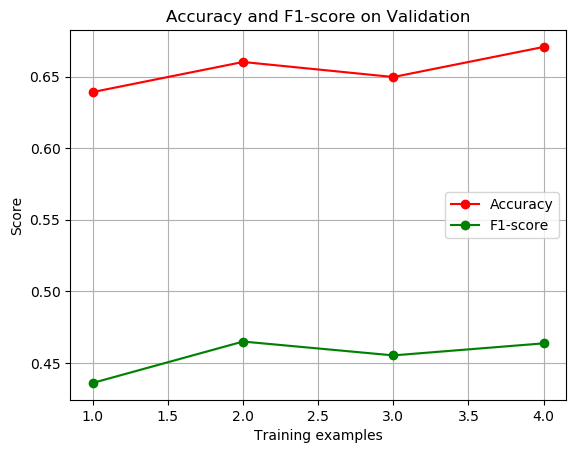 Accuracy and F1-score on Validation
Score
0.65
0.60
0.55
0.50
0.45
Accuracy
F1-score
1.0 1.5 2.0 2.5 3.0 3.5 4.0
Training examples